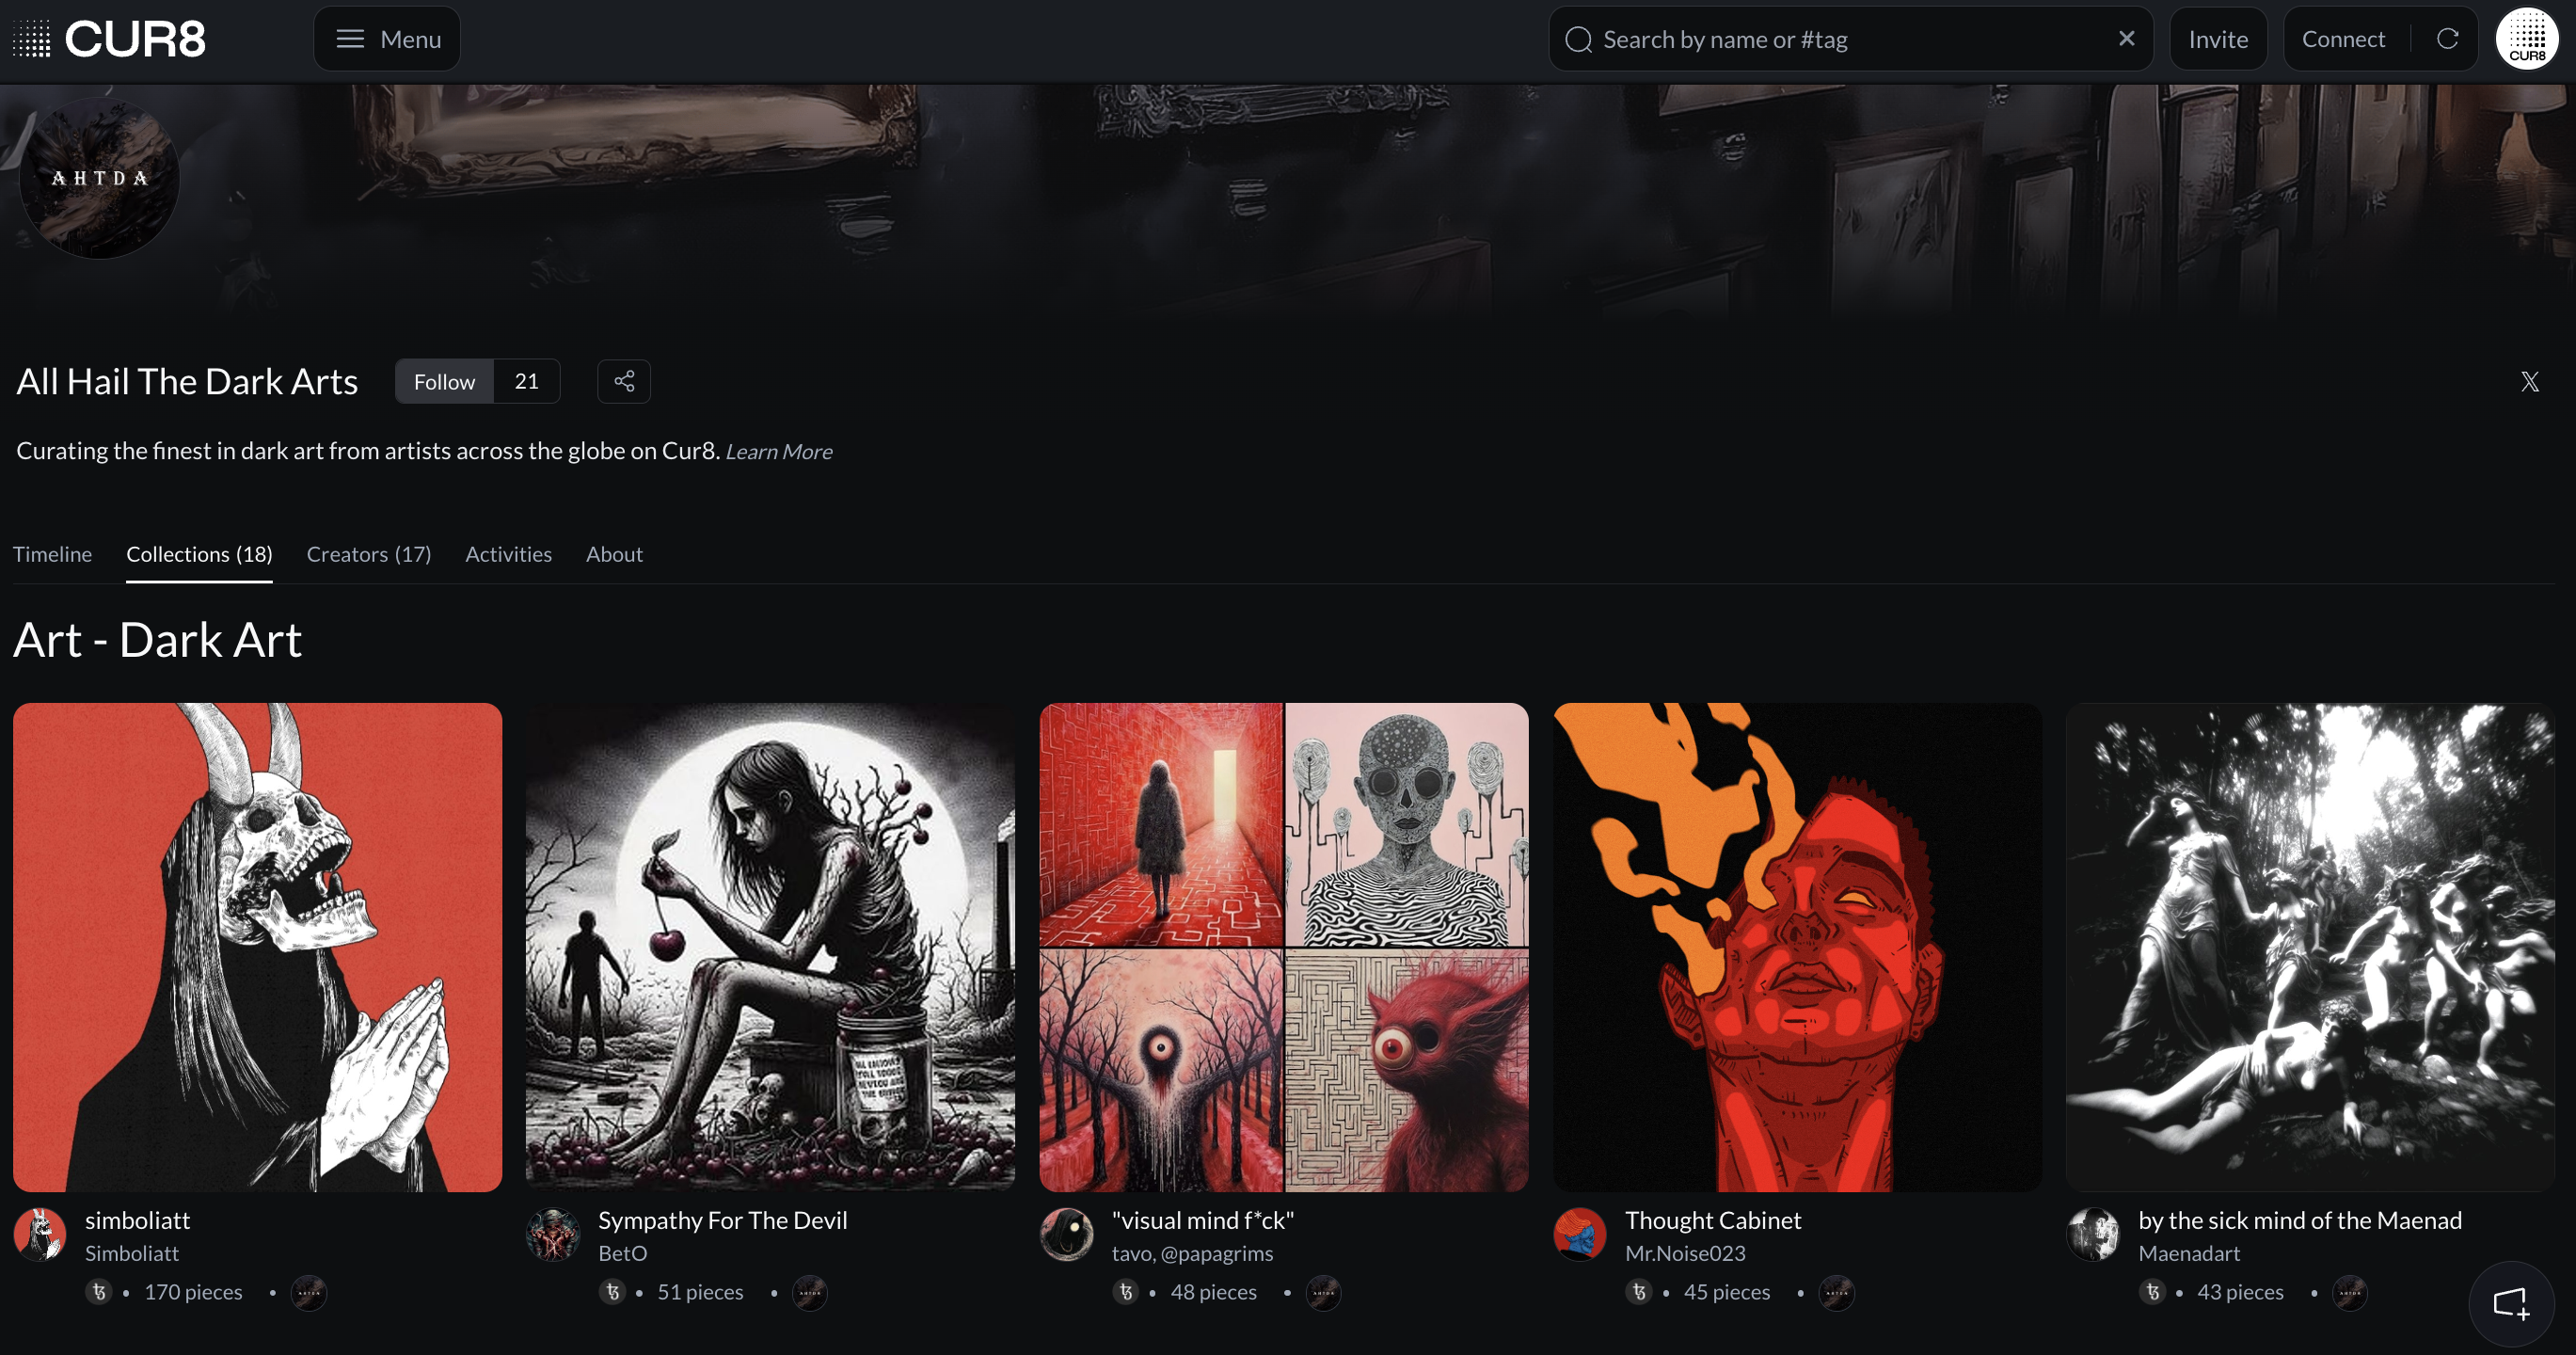 CUR8
Menu
Search by name or #tag
Invite
Connect
CUR8
AHTDA
All Hail The Dark Arts
Follow
21
Curating the finest in dark art from artists across the globe on Cur8. Learn More
Timeline
Collections (18)
Creators (17)
Activities
About
Art - Dark Art
simboliatt
Simboliatt
170 pieces
Sympathy For The Devil
BetO
51 pieces
"visual mind f*ck"
tavo, @papagrims
48 pieces
Thought Cabinet
Mr.Noise023
45 pieces
by the sick mind of the Maenad
Maenadart
43 pieces